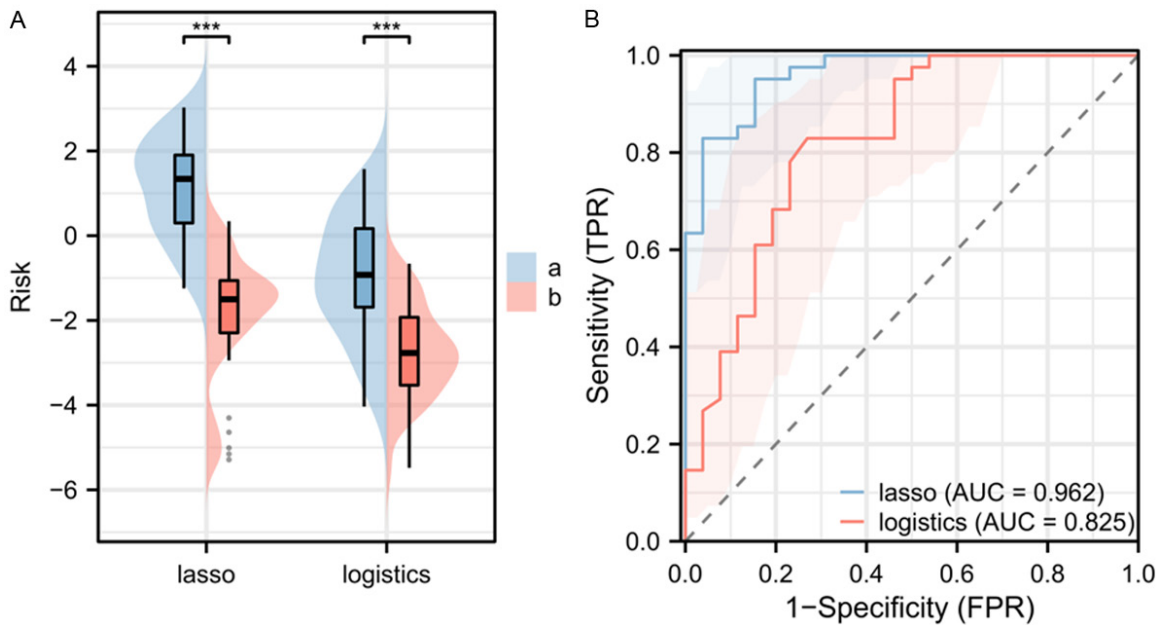 A
***
***
4
2
0
−2
−4
−6
Risk
lasso
logistics
a
b
B
1.0
0.8
0.6
0.4
0.2
0.0
Sensitivity (TPR)
lasso (AUC = 0.962)
logistics (AUC = 0.825)
0.0 0.2 0.4 0.6 0.8 1.0
1−Specificity (FPR)